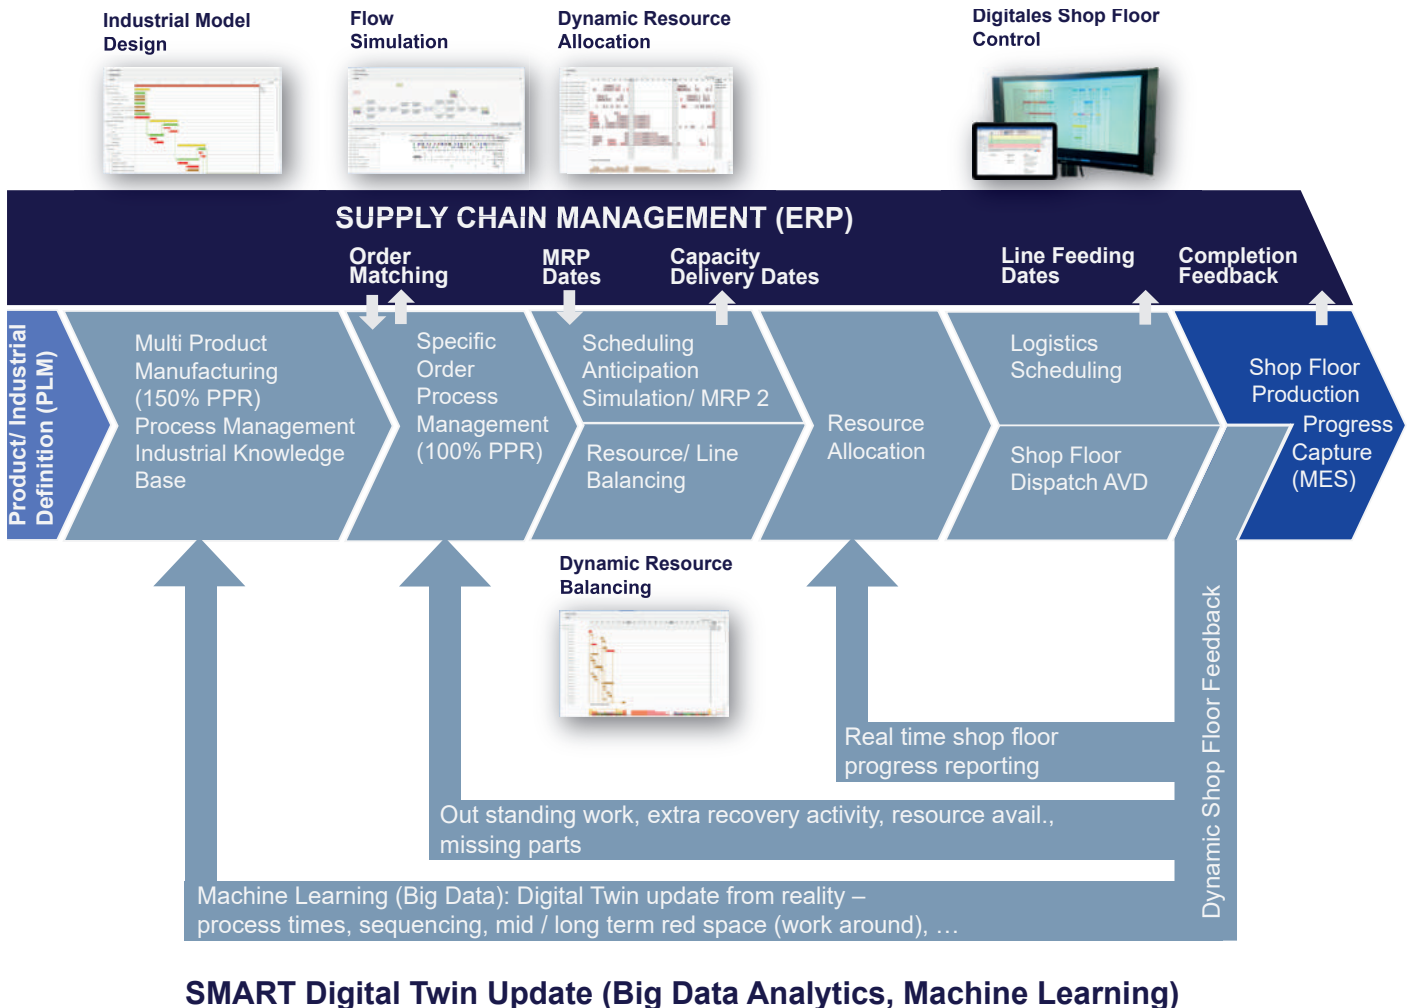 Industrial Model
Design
Flow
Simulation
Dynamic Resource
Allocation
Digitales Shop Floor
Control
SUPPLY CHAIN MANAGEMENT (ERP)
Order
Matching
MRP
Dates
Capacity
Delivery Dates
Line Feeding
Dates
Completion
Feedback
Product/ Industrial
Definition (PLM)
Multi Product
Manufacturing
(150% PPR)
Process Management
Industrial Knowledge
Base
Specific
Order
Process
Management
(100% PPR)
Scheduling
Anticipation
Simulation/ MRP 2
Resource/ Line
Balancing
Resource
Allocation
Logistics
Scheduling
Shop Floor
Dispatch AVD
Shop Floor
Production
Progress
Capture
(MES)
Dynamic Resource
Balancing
Dynamic Shop Floor Feedback
Real time shop floor
progress reporting
Out standing work, extra recovery activity, resource avail.,
missing parts
Machine Learning (Big Data): Digital Twin update from reality –
process times, sequencing, mid / long term red space (work around), …
SMART Digital Twin Update (Big Data Analytics, Machine Learning)